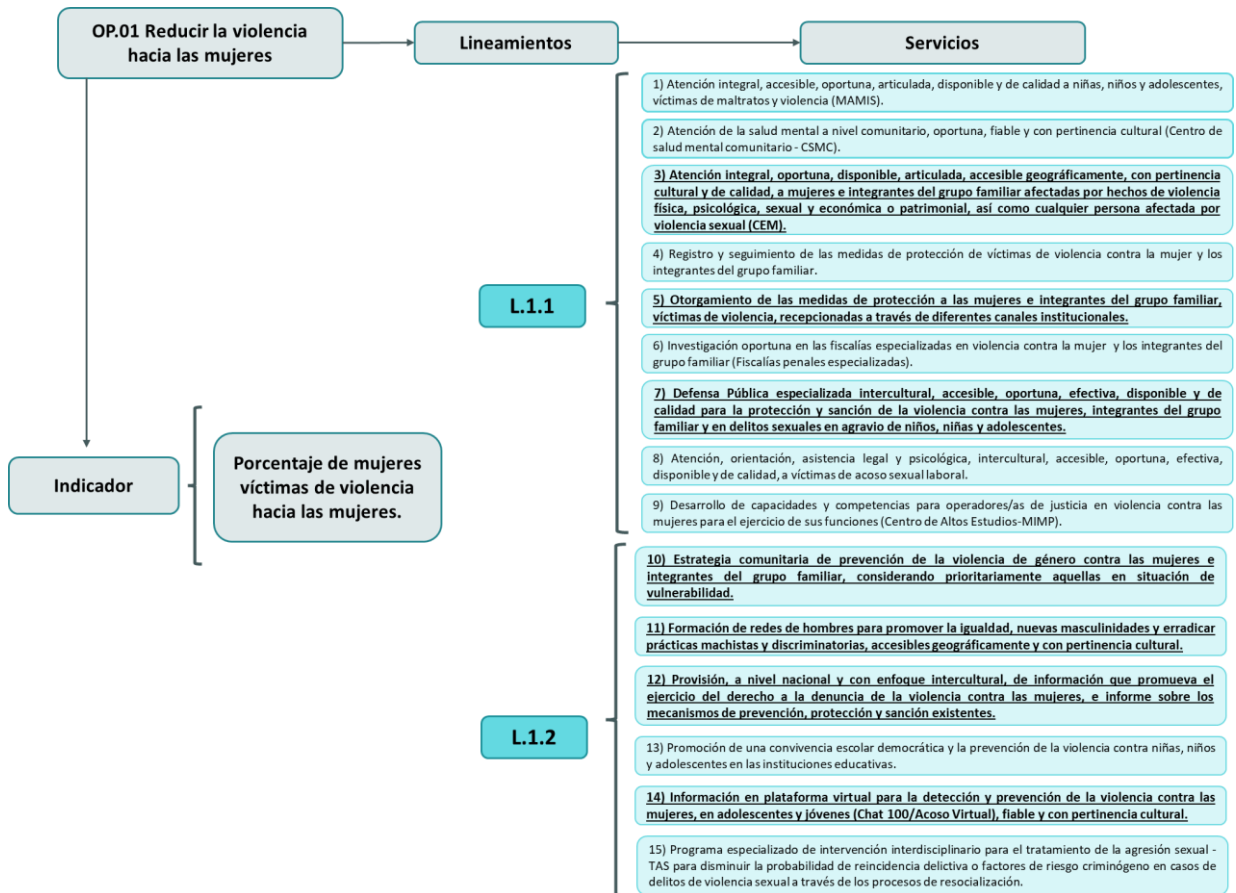 OP.01 Reducir la violencia
hacia las mujeres
Lineamientos
Servicios
1) Atención integral, accesible, oportuna, articulada, disponible y de calidad a niñas, niños y adolescentes,
víctimas de maltratos y violencia (MAMIS).
2) Atención de la salud mental a nivel comunitario, oportuna, fiable y con pertinencia cultural (Centro de
salud mental comunitario - CSMC).
3) Atención integral, oportuna, disponible, articulada, accesible geográficamente, con pertinencia
cultural y de calidad, a mujeres e integrantes del grupo familiar afectadas por hechos de violencia
física, psicológica, sexual y económica o patrimonial, así como cualquier persona afectada por
violencia sexual (CEM).
4) Registro y seguimiento de las medidas de protección de víctimas de violencia contra la mujer y los
integrantes del grupo familiar.
L.1.1
5) Otorgamiento de las medidas de protección a las mujeres e integrantes del grupo familiar,
víctimas de violencia, recepcionadas a través de diferentes canales institucionales.
6) Investigación oportuna en las fiscalías especializadas en violencia contra la mujer y los integrantes del
grupo familiar (Fiscalías penales especializadas).
7) Defensa Pública especializada intercultural, accesible, oportuna, efectiva, disponible y de
calidad para la protección y sanción de la violencia contra las mujeres, integrantes del grupo
familiar y en delitos sexuales en agravio de niños, niñas y adolescentes.
8) Atención, orientación, asistencia legal y psicológica, intercultural, accesible, oportuna, efectiva,
disponible y de calidad, a víctimas de acoso sexual laboral.
9) Desarrollo de capacidades y competencias para operadores/as de justicia en violencia contra las
mujeres para el ejercicio de sus funciones (Centro de Altos Estudios-MIMP).
Indicador
Porcentaje de mujeres
víctimas de violencia
hacia las mujeres.
10) Estrategia comunitaria de prevención de la violencia de género contra las mujeres e
integrantes del grupo familiar, considerando prioritariamente aquellas en situación de
vulnerabilidad.
11) Formación de redes de hombres para promover la igualdad, nuevas masculinidades y erradicar
prácticas machistas y discriminatorias, accesibles geográficamente y con pertinencia cultural.
12) Provisión, a nivel nacional y con enfoque intercultural, de información que promueva el
ejercicio del derecho a la denuncia de la violencia contra las mujeres, e informe sobre los
mecanismos de prevención, protección y sanción existentes.
L.1.2
13) Promoción de una convivencia escolar democrática y la prevención de la violencia contra niñas, niños
y adolescentes en las instituciones educativas.
14) Información en plataforma virtual para la detección y prevención de la violencia contra las
mujeres, en adolescentes y jóvenes (Chat 100/Acoso Virtual), fiable y con pertinencia cultural.
15) Programa especializado de intervención interdisciplinario para el tratamiento de la agresión sexual -
TAS para disminuir la probabilidad de reincidencia delictiva o factores de riesgo criminógeno en casos de
delitos de violencia sexual a través de los procesos de resocialización.